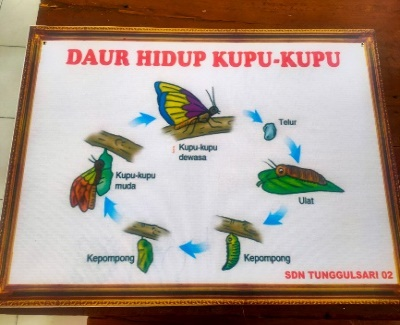 DAUR HIDUP KUPU-KUPU
Telur
Kupu-kupu
dewasa
Kupu-kupu
muda
Ulat
Kepompong
Kepompong
SDN TUNGGULSARI 02